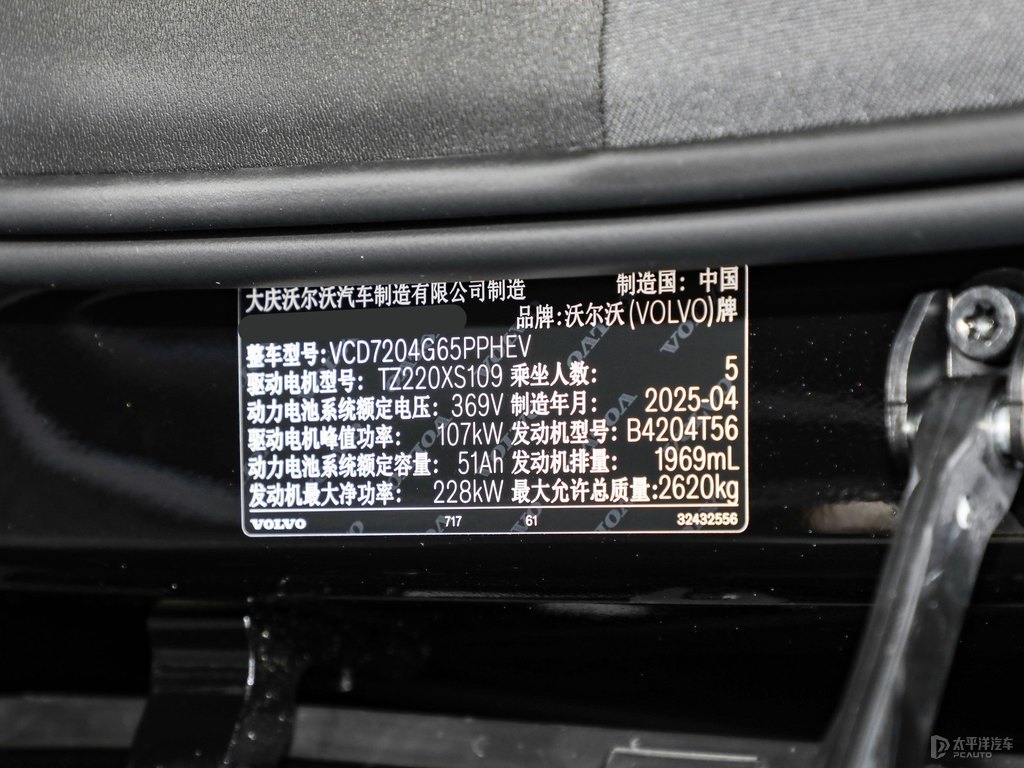 大庆沃尔沃汽车制造有限公司制造 制造国：中国
品牌:沃尔沃(VOLVO)牌
整车型号:VCD7204G65PPHEV
驱动电机型号: TZ220XS109 乘坐人数: 5
动力电池系统额定电压: 369V 制造年月: 2025-04
驱动电机峰值功率: 107kW 发动机型号: B4204T56
动力电池系统额定容量: 51Ah 发动机排量: 1969mL
发动机最大净功率: 228kW 最大允许总质量:2620kg
VOLVO 717 61 32432556
太平洋汽车
PCAUTO